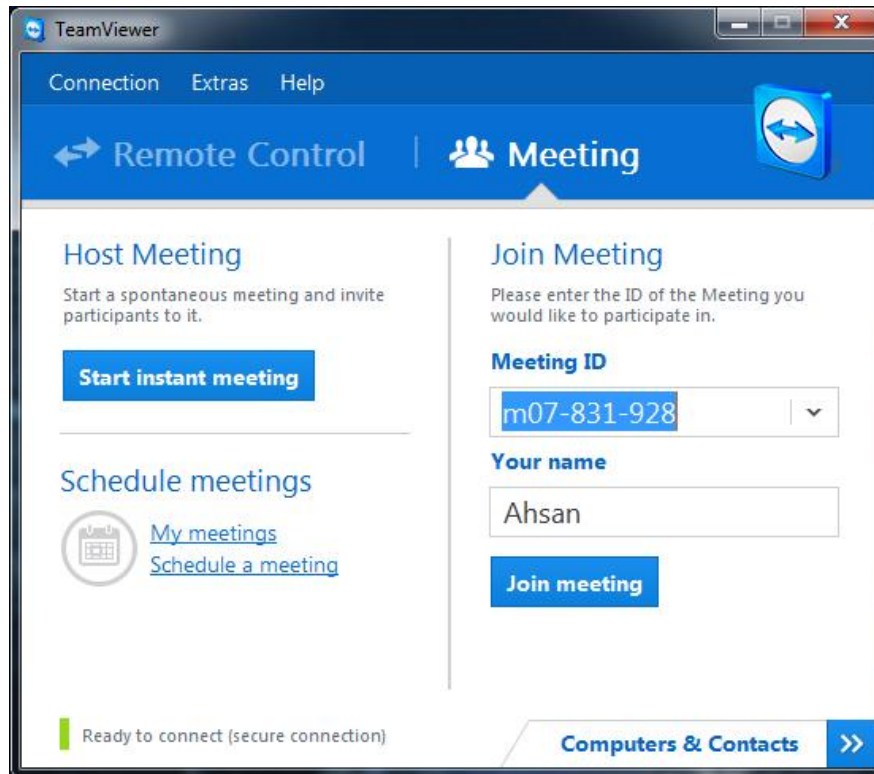 TeamViewer
Connection Extras Help
Remote Control
Meeting
Host Meeting
Start a spontaneous meeting and invite
participants to it.
Start instant meeting
Schedule meetings
My meetings
Schedule a meeting
Join Meeting
Please enter the ID of the Meeting you
would like to participate in.
Meeting ID
m07-831-928
Your name
Ahsan
Join meeting
Ready to connect (secure connection)
Computers & Contacts